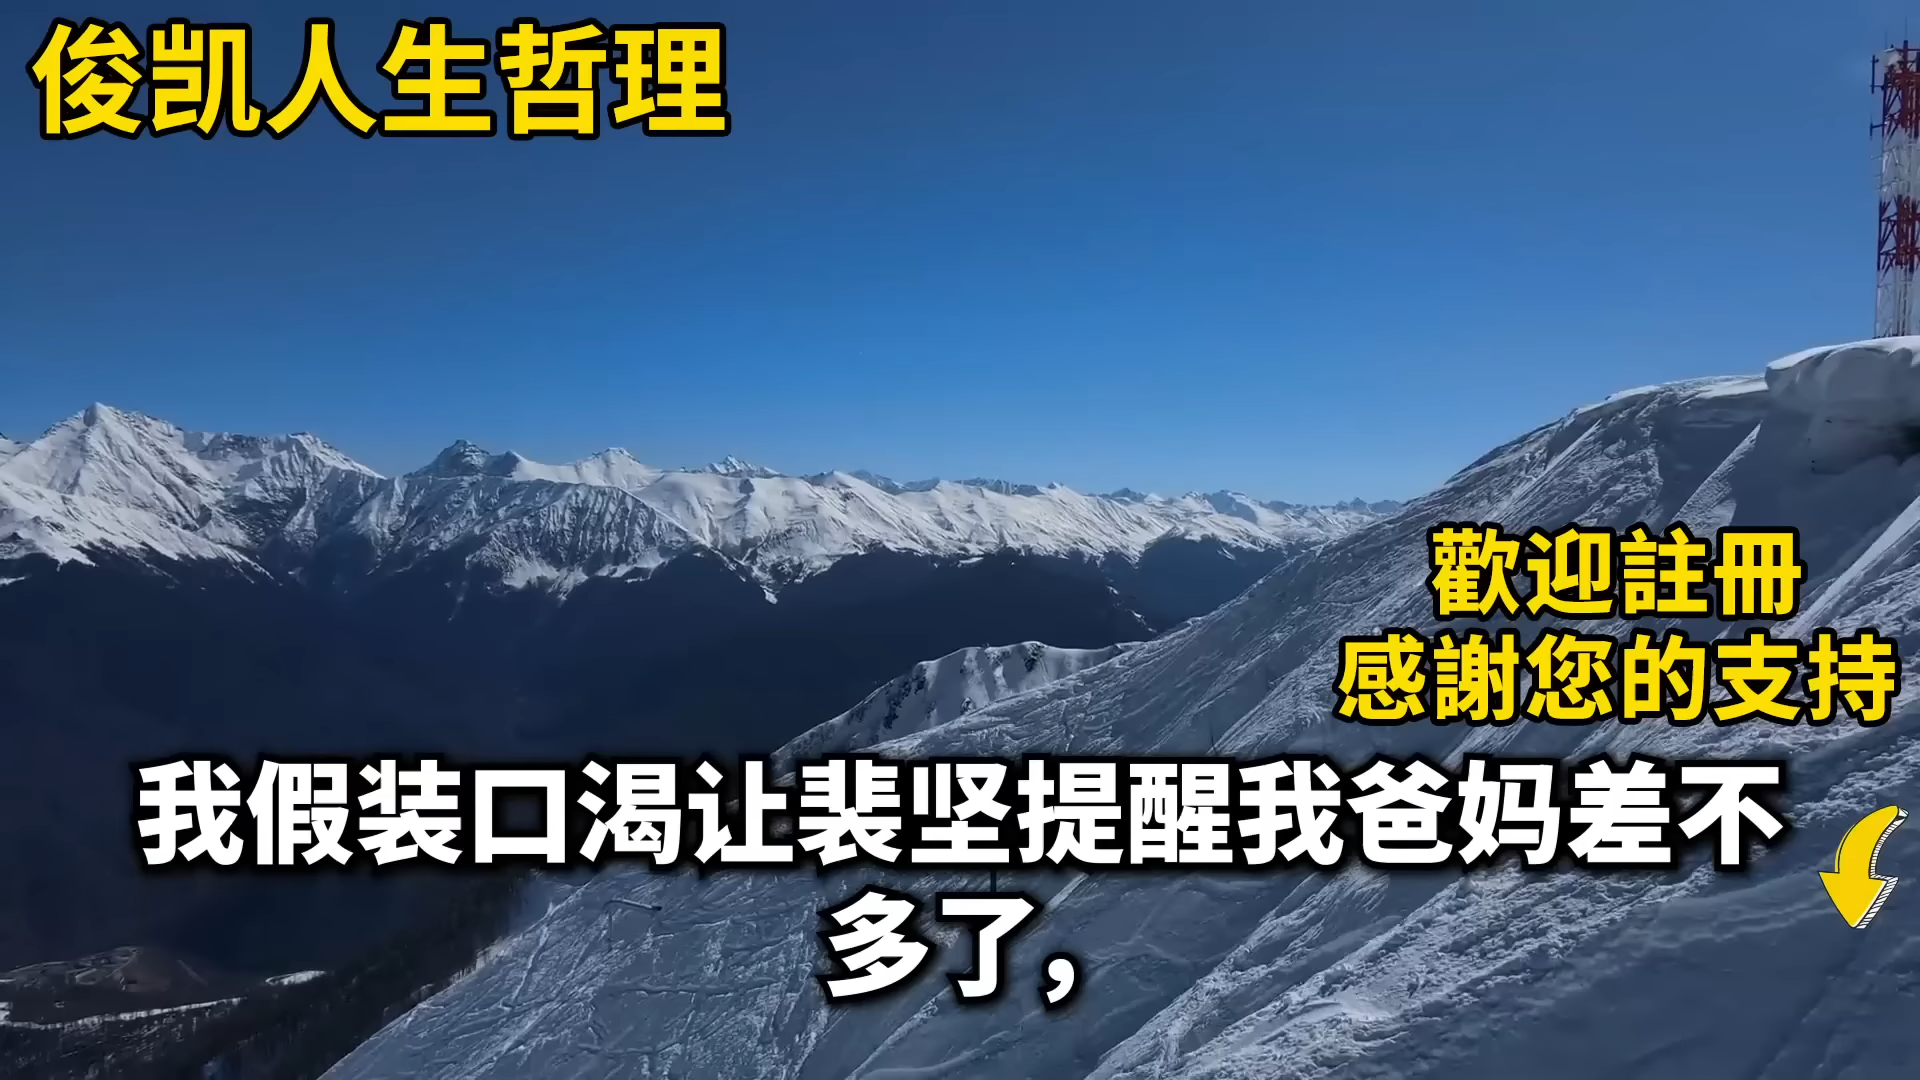 俊凯人生哲理
歡迎註冊
感謝您的支持
我假装口渴让裴坚提醒我爸妈差不
多了，